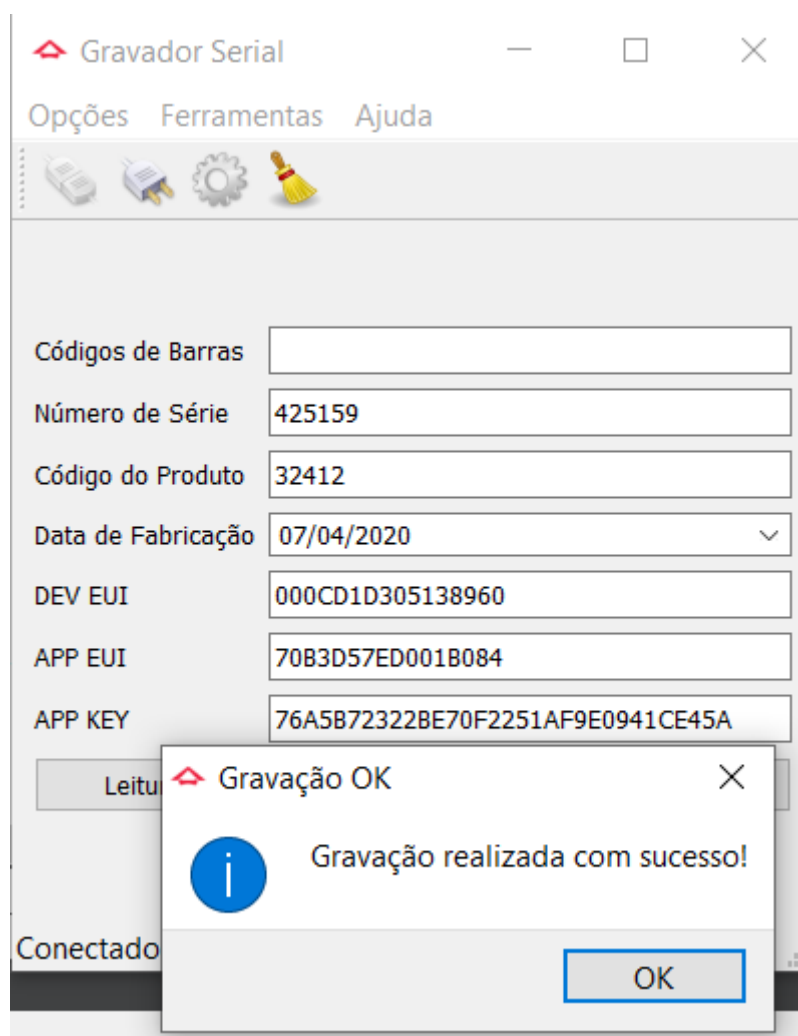 Gravador Serial
Opções Ferramentas Ajuda
Códigos de Barras
Número de Série 425159
Código do Produto 32412
Data de Fabricação 07/04/2020
DEV EUI 000CD1D305138960
APP EUI 70B3D57ED001B084
APP KEY 76A5B72322BE70F2251AF9E0941CE45A
Gravação OK
Gravação realizada com sucesso!
Conectado
OK